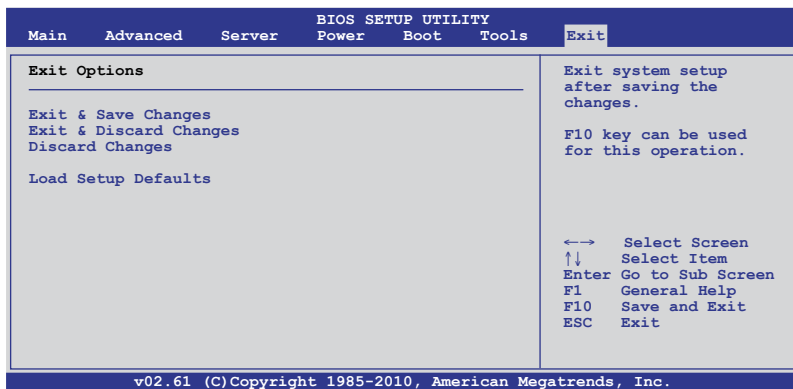 BIOS SETUP UTILITY
Main Advanced Server Power Boot Tools Exit
Exit Options
Exit & Save Changes
Exit & Discard Changes
Discard Changes
Load Setup Defaults
Exit system setup
after saving the
changes.
F10 key can be used
for this operation.
←→ Select Screen
↑↓ Select Item
Enter Go to Sub Screen
F1 General Help
F10 Save and Exit
ESC Exit
v02.61 (C)Copyright 1985-2010, American Megatrends, Inc.